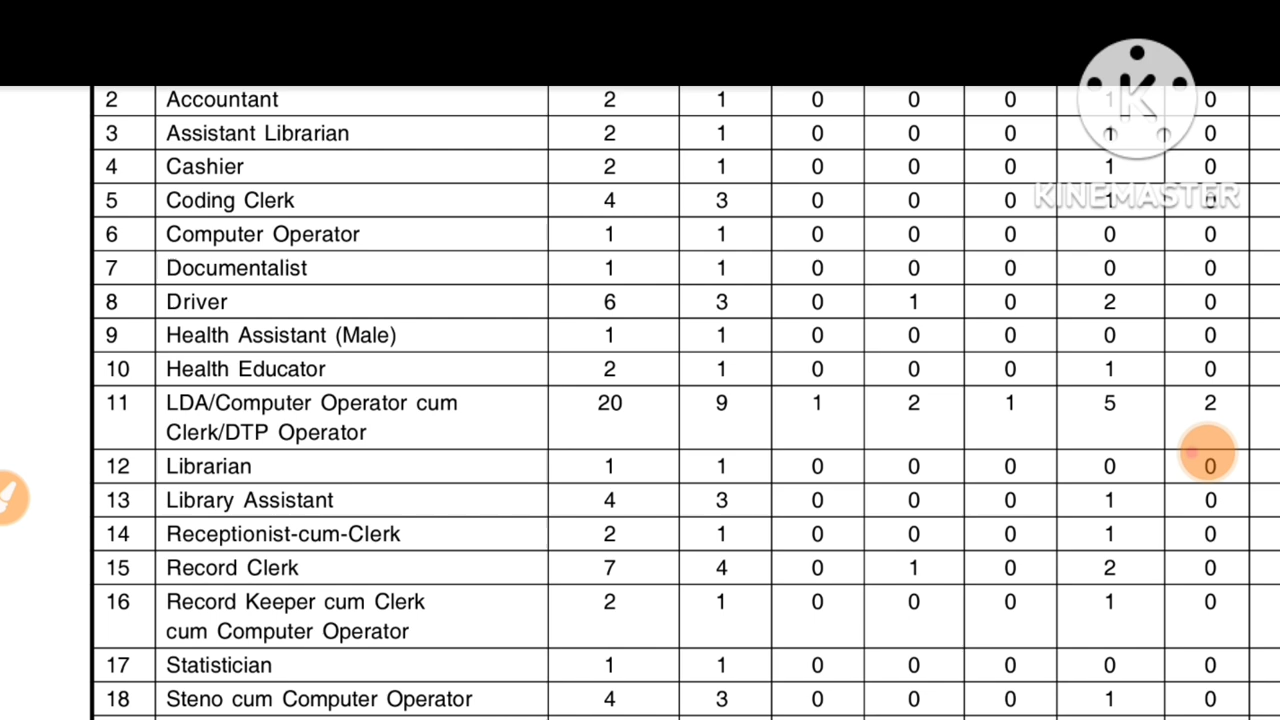 2 Accountant 2 1 0 0 0 1 0
3 Assistant Librarian 2 1 0 0 0 1 0
4 Cashier 2 1 0 0 0 1 0
5 Coding Clerk 4 3 0 0 0 1 0
KINEMASTER
6 Computer Operator 1 1 0 0 0 0 0
7 Documentalist 1 1 0 0 0 0 0
8 Driver 6 3 0 1 0 2 0
9 Health Assistant (Male) 1 1 0 0 0 0 0
10 Health Educator 2 1 0 0 0 1 0
11 LDA/Computer Operator cum 20 9 1 2 1 5 2
Clerk/DTP Operator
12 Librarian 1 1 0 0 0 0 0
13 Library Assistant 4 3 0 0 0 1 0
14 Receptionist-cum-Clerk 2 1 0 0 0 1 0
15 Record Clerk 7 4 0 1 0 2 0
16 Record Keeper cum Clerk 2 1 0 0 0 1 0
cum Computer Operator
17 Statistician 1 1 0 0 0 0 0
18 Steno cum Computer Operator 4 3 0 0 0 1 0